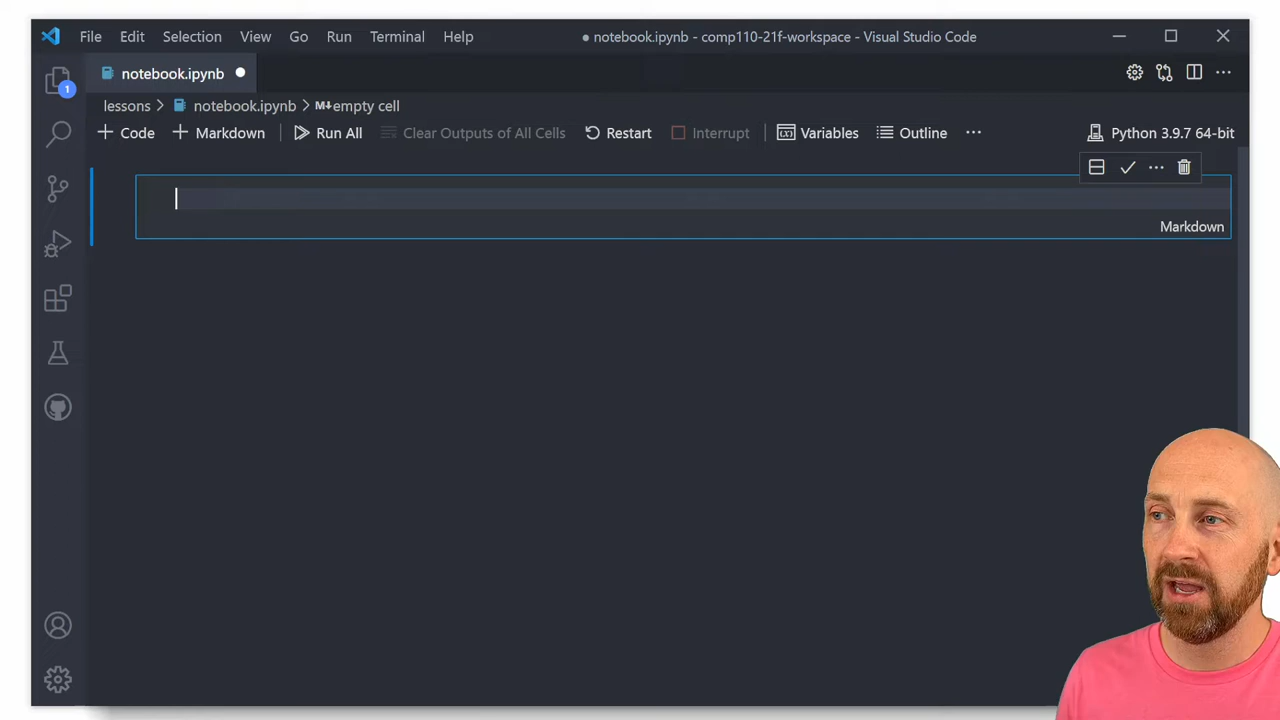 File Edit Selection View Go Run Terminal Help ● notebook.ipynb - comp110-21f-workspace - Visual Studio Code
notebook.ipynb
1
lessons > notebook.ipynb > M↓empty cell
+ Code + Markdown Run All Clear Outputs of All Cells Restart Interrupt Variables Outline ··· Python 3.9.7 64-bit
Markdown